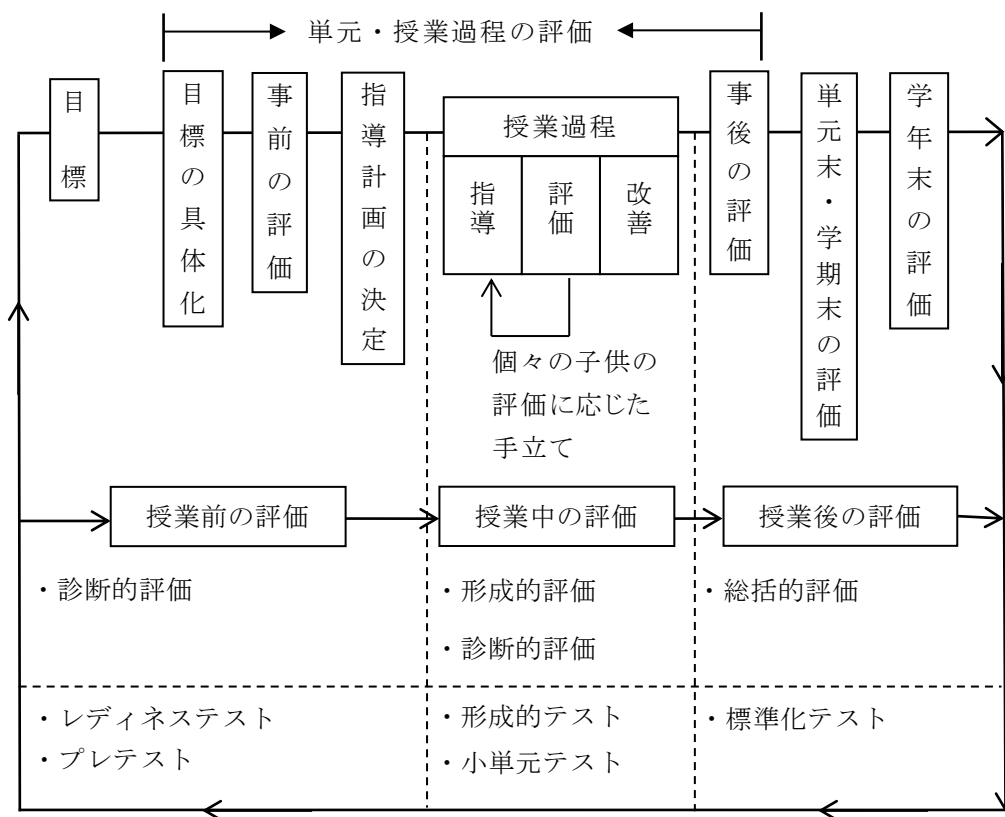 単元・授業過程の評価
目標
目標の具体化
事前の評価
指導計画の決定
授業過程
指導
評価
改善
事後の評価
単元末・学期末の評価
学年末の評価
個々の子供の
評価に応じた
手立て
授業前の評価
授業中の評価
授業後の評価
・診断的評価
・形成的評価
・診断的評価
・総括的評価
・レディネステスト
・プレテスト
・形成的テスト
・小単元テスト
・標準化テスト